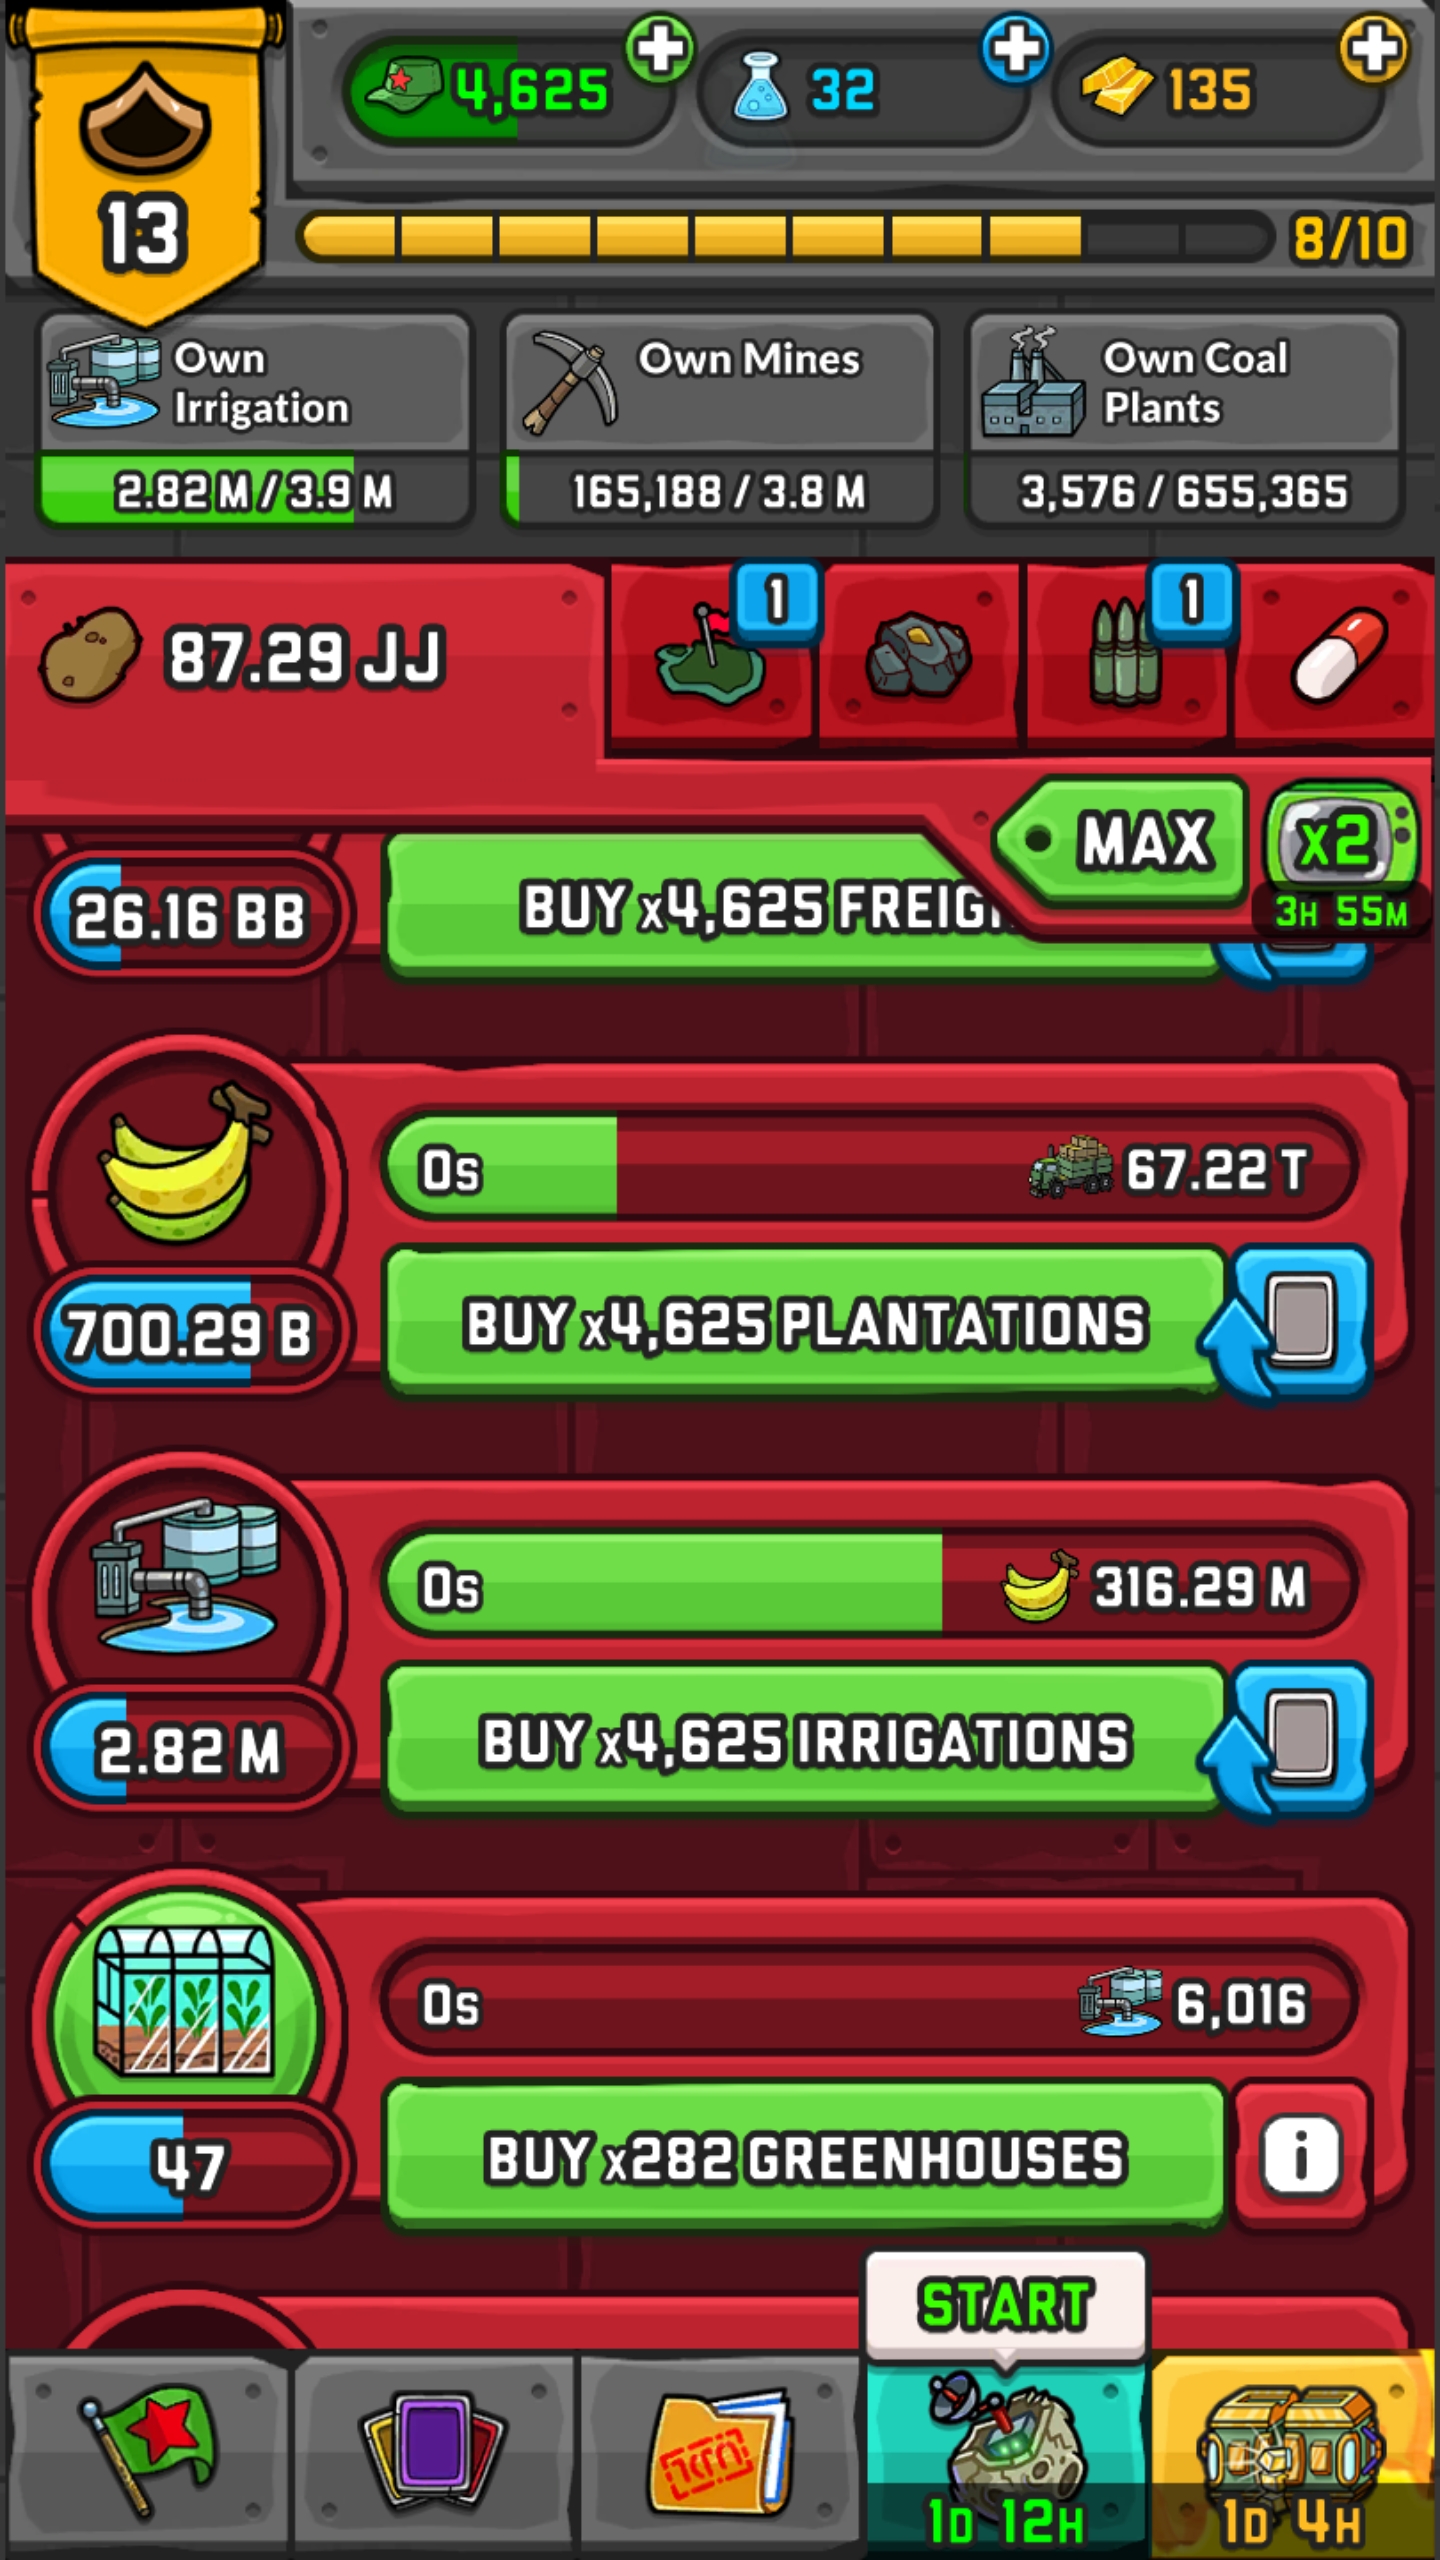 4,625
32
135
13
8/10
Own
Irrigation
2.82 M / 3.9 M
Own Mines
165,188 / 3.8 M
Own Coal
Plants
3,576 / 655,365
87.29 JJ
1
1
MAX
x2
3H 55M
26.16 BB
BUY x4,625
0s
67.22 T
700.29 B
BUY x4,625 PLANTATIONS
0s
316.29 M
2.82 M
BUY x4,625 IRRIGATIONS
0s
6,016
47
BUY x282 GREENHOUSES
i
START
1D 12H
1D 4H